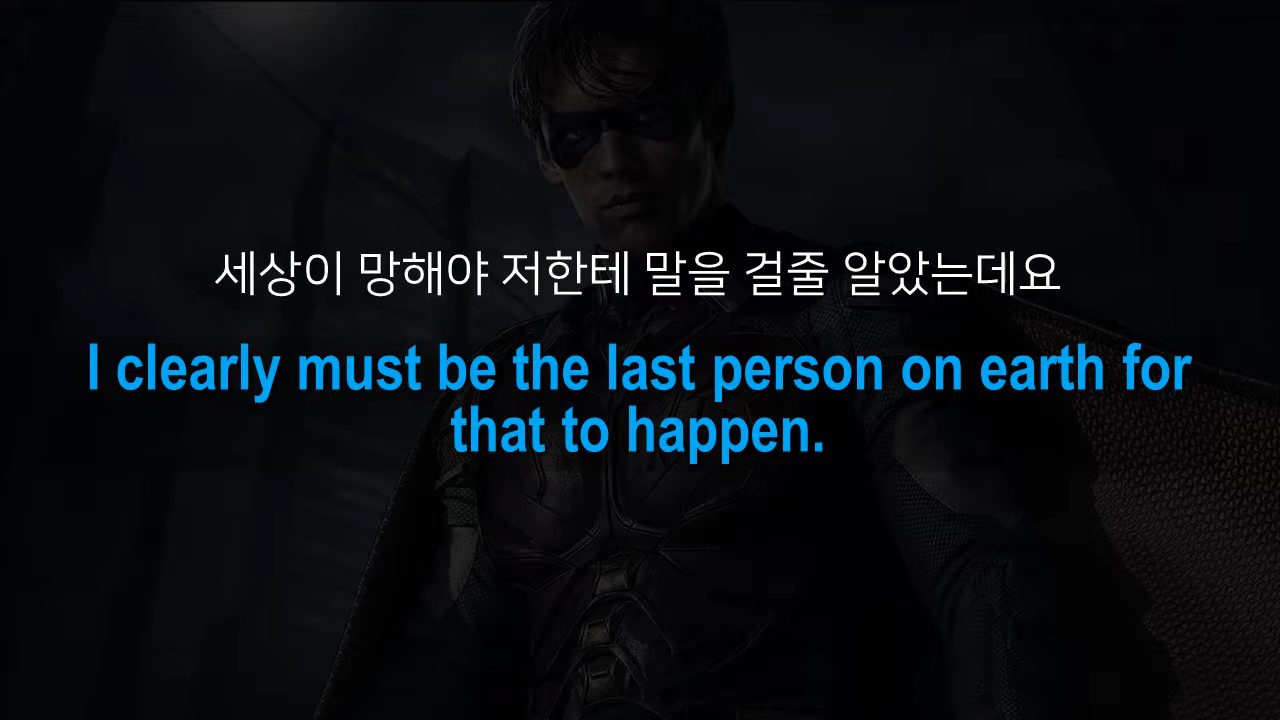 세상이 망해야 저한테 말을 걸줄 알았는데요
I clearly must be the last person on earth for
that to happen.